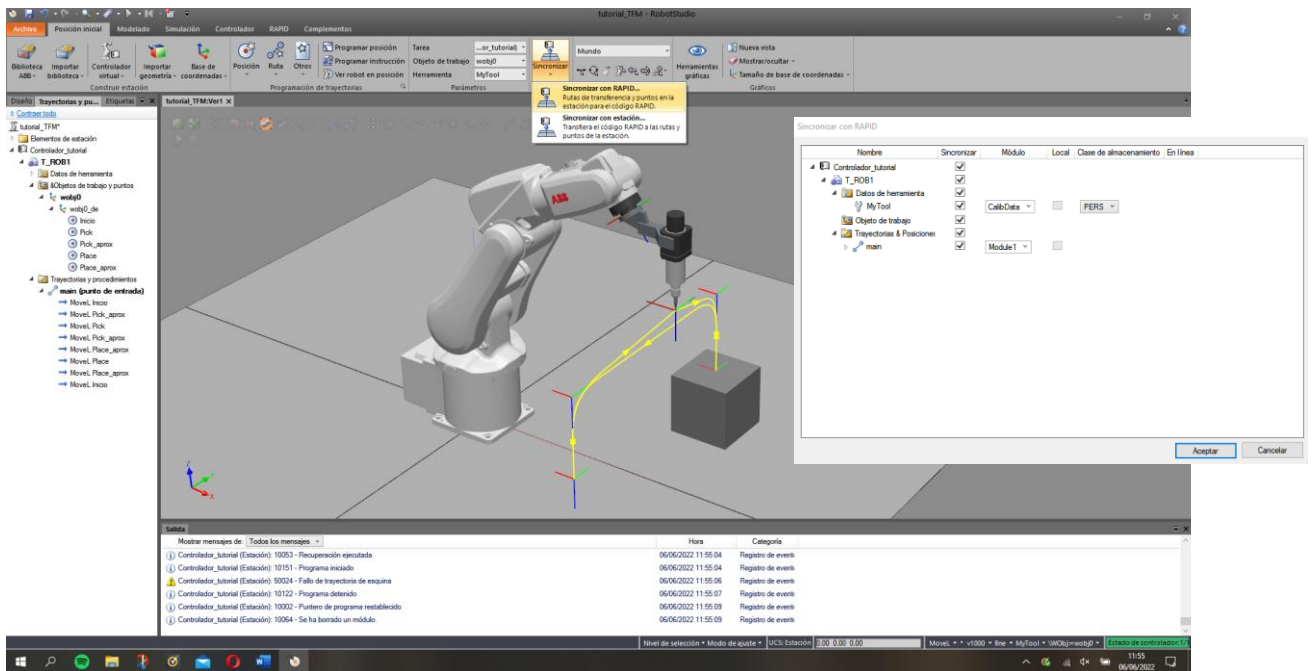 tutorial_TFM - RobotStudio
Archivo Posición inicial Modelado Simulación Controlador RAPID Complementos
Biblioteca ABB
Importar biblioteca
Controlador virtual
Importar geometría
Base de coordenadas
Construir estación
Posición
Ruta
Otros
Programar posición
Programar instrucción
Ver robot en posición
Programación de trayectorias
Tarea ...or_tutorial)
Objeto de trabajo wobj0
Herramienta MyTool
Parámetros
Sincronizar
Mundo
Herramientas gráficas
Nueva vista
Mostrar/ocultar
Tamaño de base de coordenadas
Gráficos
Sincronizar con RAPID...
Rutas de transferencia y puntos en la
estación para el código RAPID.
Sincronizar con estación...
Transfiera el código RAPID a las rutas y
puntos de la estación.
Diseño Trayectorias y pu... Etiquetas
tutorial_TFM:Ver1
Contraer todo
tutorial_TFM*
Elementos de estación
Controlador_tutorial
T_ROB1
Datos de herramienta
&Objetos de trabajo y puntos
wobj0
wobj0_de
Inicio
Pick
Pick_aprox
Place
Place_aprox
Trayectorias y procedimientos
main (punto de entrada)
MoveL Inicio
MoveL Pick_aprox
MoveL Pick
MoveL Pick_aprox
MoveL Place_aprox
MoveL Place
MoveL Place_aprox
MoveL Inicio
ABB
Sincronizar con RAPID
Nombre Sincronizar Módulo Local Clase de almacenamiento En línea
Controlador_tutorial
T_ROB1
Datos de herramienta
MyTool CalibData PERS
Objeto de trabajo
Trayectorias & Posiciones
main Module1
Aceptar Cancelar
Salida
Mostrar mensajes de: Todos los mensajes Hora Categoría
Controlador_tutorial (Estación): 10053 - Recuperación ejecutada 06/06/2022 11:55:04 Registro de evento
Controlador_tutorial (Estación): 10151 - Programa iniciado 06/06/2022 11:55:04 Registro de evento
Controlador_tutorial (Estación): 50024 - Fallo de trayectoria de esquina 06/06/2022 11:55:06 Registro de evento
Controlador_tutorial (Estación): 10122 - Programa detenido 06/06/2022 11:55:07 Registro de evento
Controlador_tutorial (Estación): 10002 - Puntero de programa restablecido 06/06/2022 11:55:09 Registro de evento
Controlador_tutorial (Estación): 10064 - Se ha borrado un módulo. 06/06/2022 11:55:09 Registro de evento
Nivel de selección Modo de ajuste UCS: Estación 0.00 0.00 0.00 MoveL * v1000 fine MyTool \WObj:=wobj0 Estado de controlador: 1/1
11:55
06/06/2022